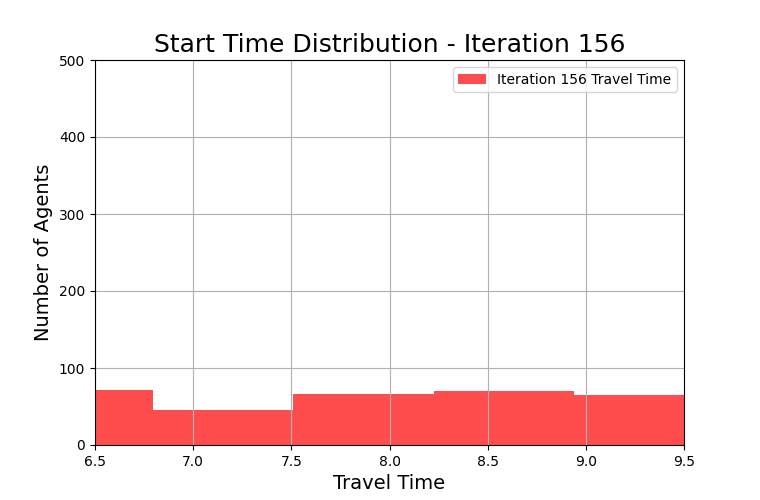 Start Time Distribution - Iteration 156
Iteration 156 Travel Time
Number of Agents
500
400
300
200
100
0
6.5 7.0 7.5 8.0 8.5 9.0 9.5
Travel Time